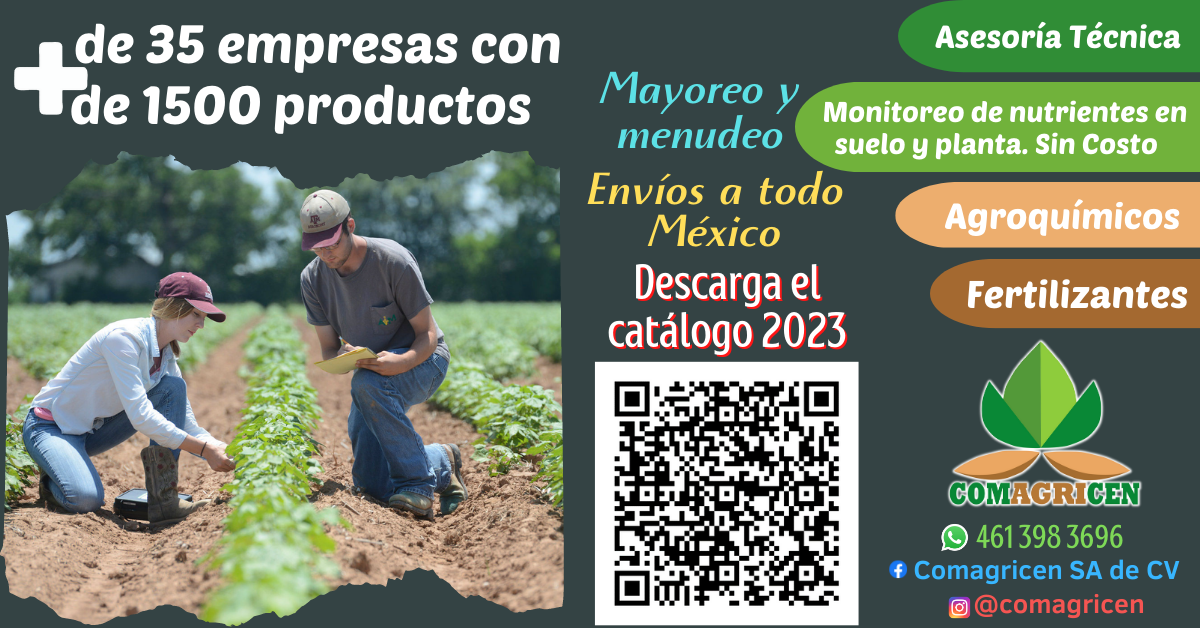 + de 35 empresas con
de 1500 productos
Mayoreo y
menudeo
Envíos a todo
México
Descarga el
catálogo 2023
Asesoría Técnica
Monitoreo de nutrientes en
suelo y planta. Sin Costo
Agroquímicos
Fertilizantes
COMAGRICEN
461 398 3696
Comagricen SA de CV
@comagricen